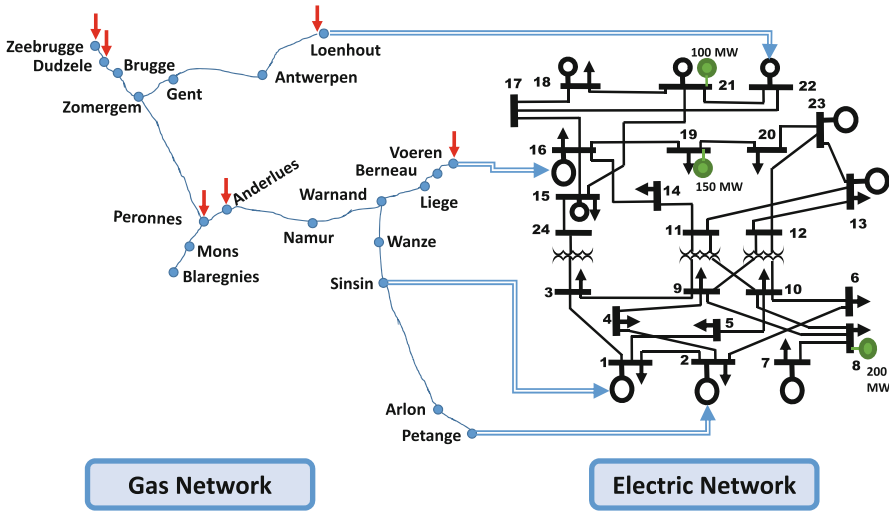 Zeebrugge
Dudzele
Brugge
Zomergem
Gent
Antwerpen
Loenhout
Voeren
Berneau
Liege
Warnand
Anderlues
Peronnes
Namur
Mons
Wanze
Blaregnies
Sinsin
Arlon
Petange
Gas Network
100 MW
17
18
21
22
23
16
19
20
150 MW
15
14
13
24
11
12
3
9
10
6
4
5
8
1
2
7
200
MW
Electric Network